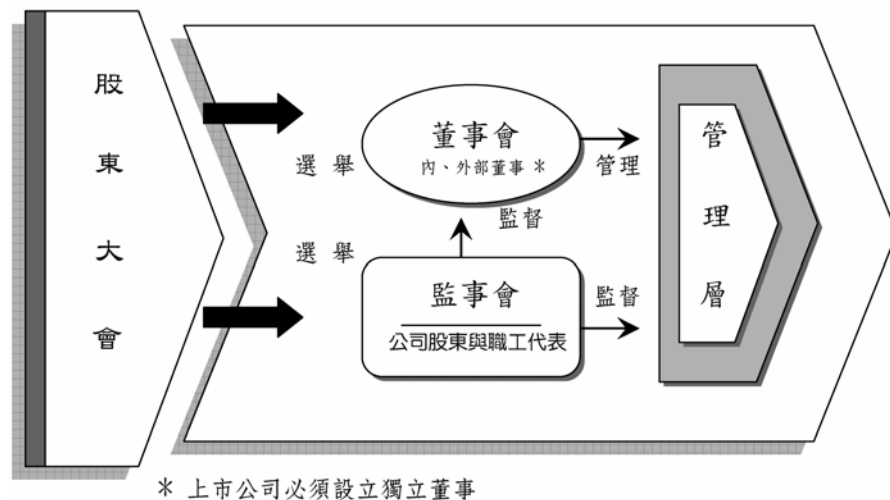 股東大會
選舉
董事會
內、外部董事 *
管理
監督
選舉
監事會
公司股東與職工代表
監督
管理層
* 上市公司必須設立獨立董事